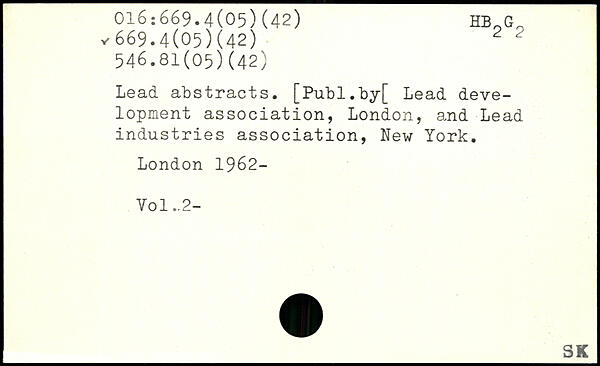 016:669.4(05)(42) HB2G2
✓669.4(05)(42)
546.81(05)(42)
Lead abstracts. [Publ.by[ Lead deve-
lopment association, London, and Lead
industries association, New York.
London 1962-
Vol.2-
SK